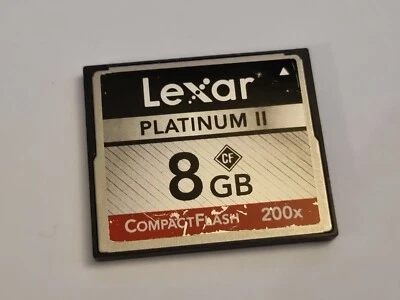 Lexar
PLATINUM II
CF
8 GB
COMPACTFLASH 200x